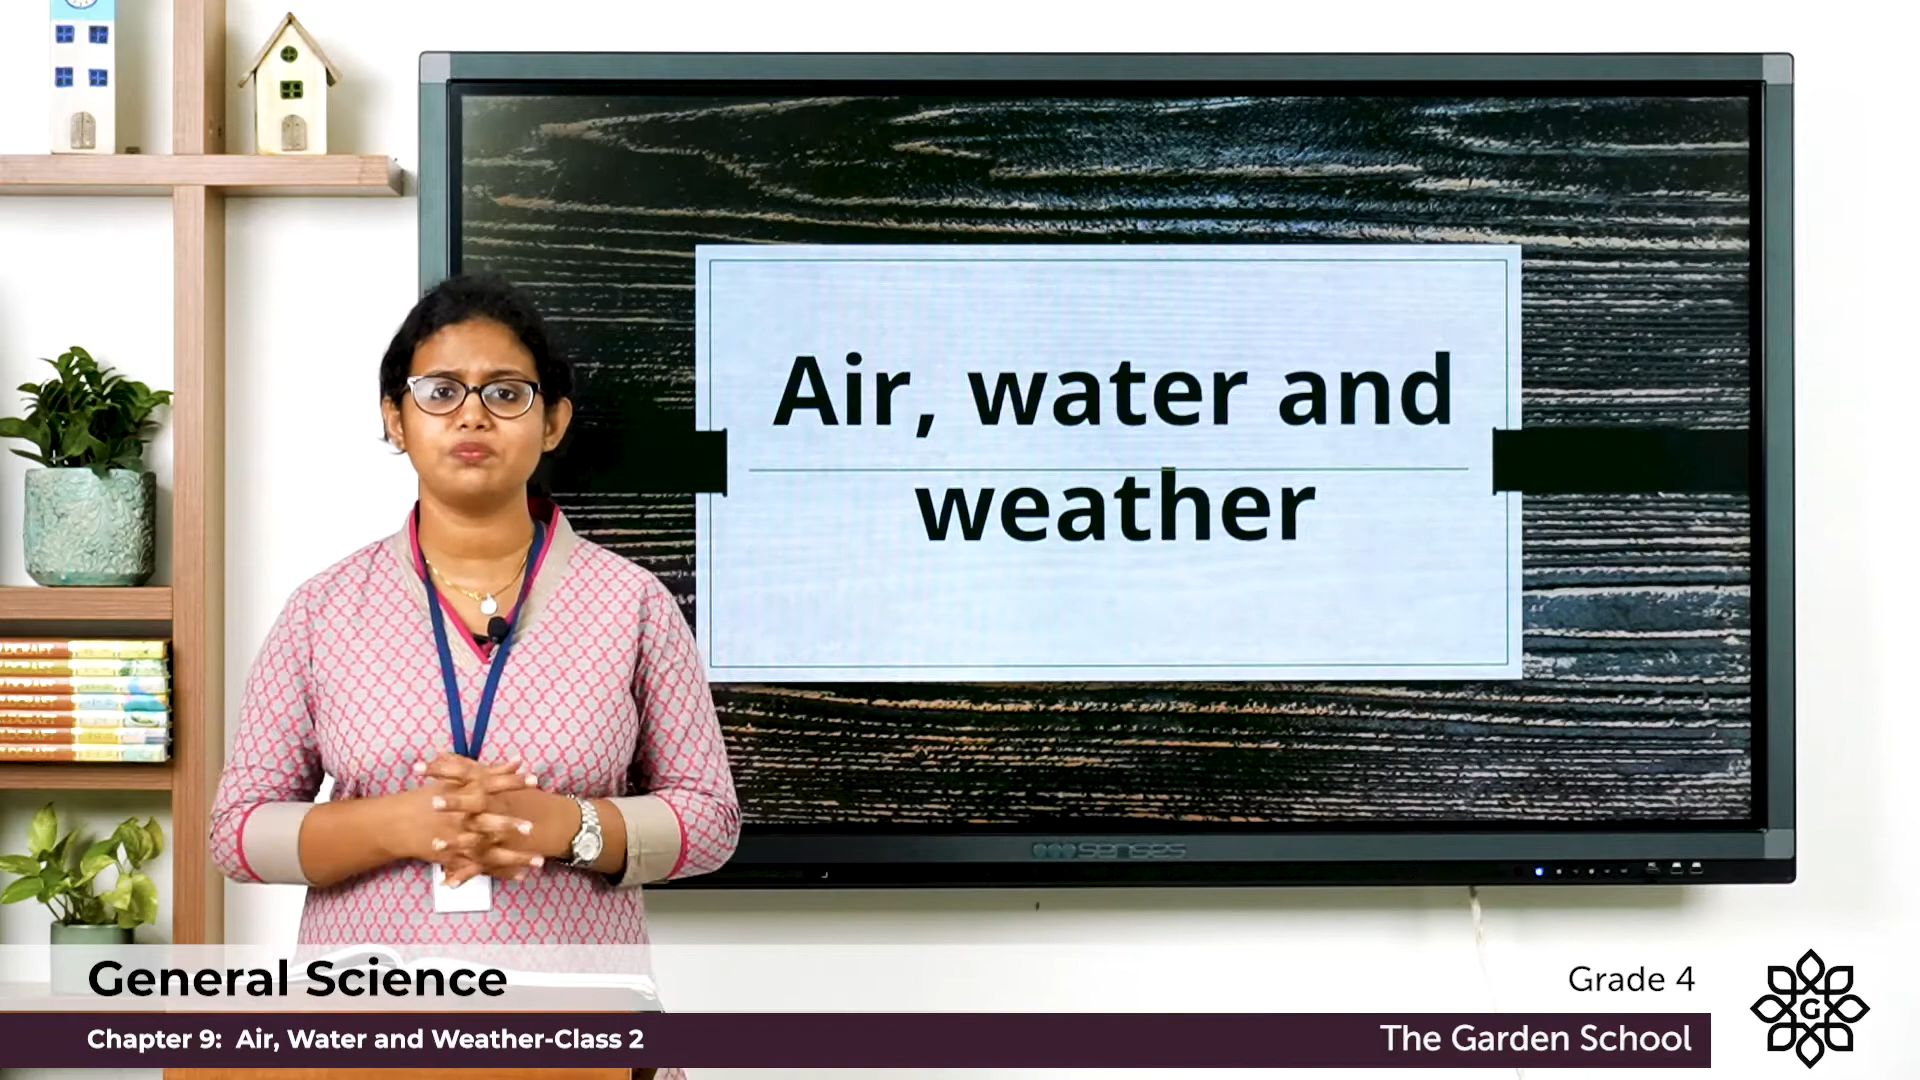 Air, water and
weather
senses
General Science
Grade 4
Chapter 9: Air, Water and Weather-Class 2
The Garden School
G